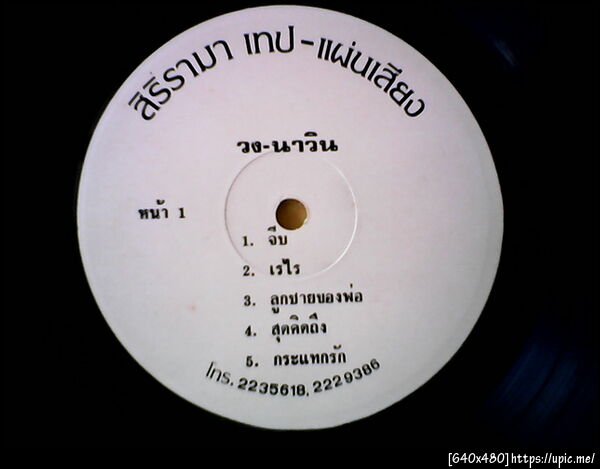 สิริรามา เทป-แผ่นเสียง
วง-นาวิน
หน้า 1
1. จีบ
2. เรไร
3. ลูกชายของพ่อ
4. สุดคิดถึง
5. กระแทกรัก
โทร. 2235618, 2229386
[640x480]https://upic.me/